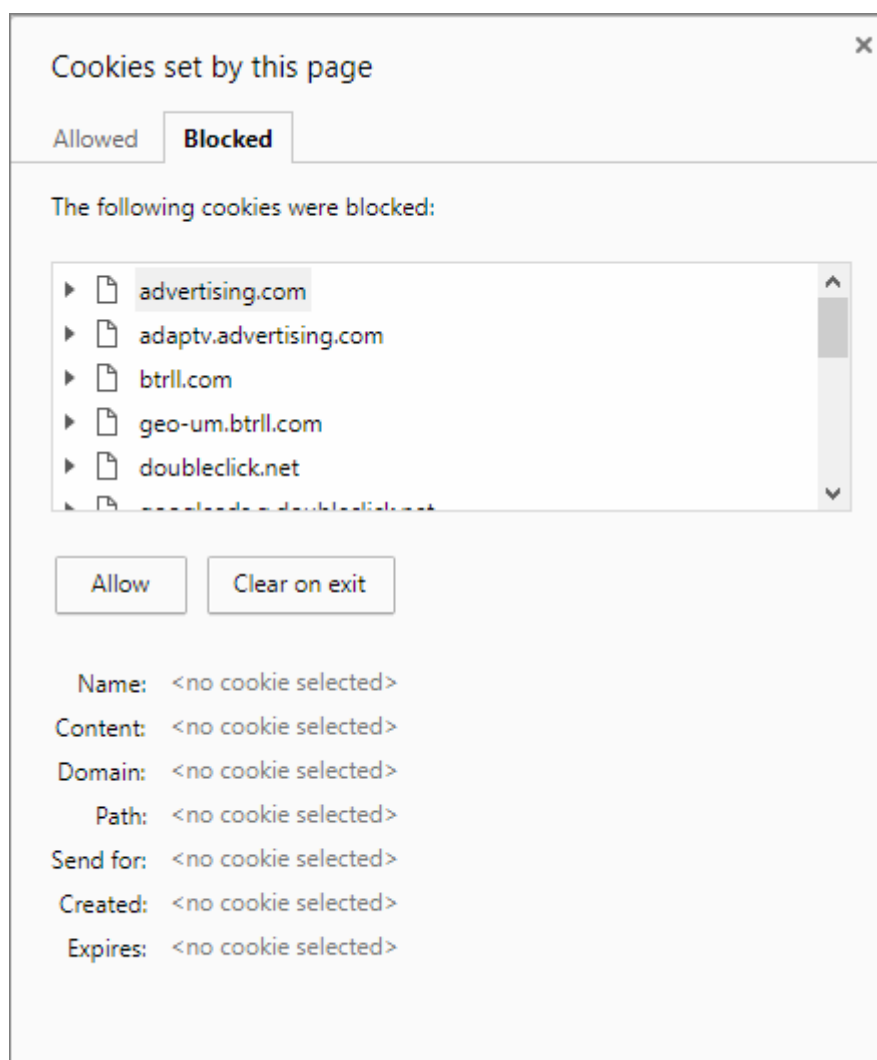 Cookies set by this page
Allowed Blocked
The following cookies were blocked:
advertising.com
adaptv.advertising.com
btrll.com
geo-um.btrll.com
doubleclick.net
Allow Clear on exit
Name: <no cookie selected>
Content: <no cookie selected>
Domain: <no cookie selected>
Path: <no cookie selected>
Send for: <no cookie selected>
Created: <no cookie selected>
Expires: <no cookie selected>